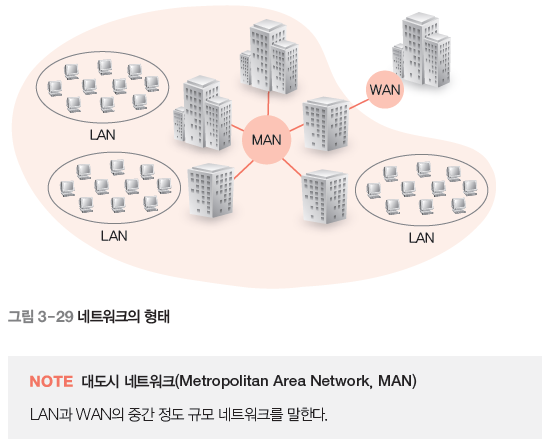 WAN
LAN
MAN
LAN
LAN
그림 3-29 네트워크의 형태
NOTE 대도시 네트워크(Metropolitan Area Network, MAN)
LAN과 WAN의 중간 정도 규모 네트워크를 말한다.